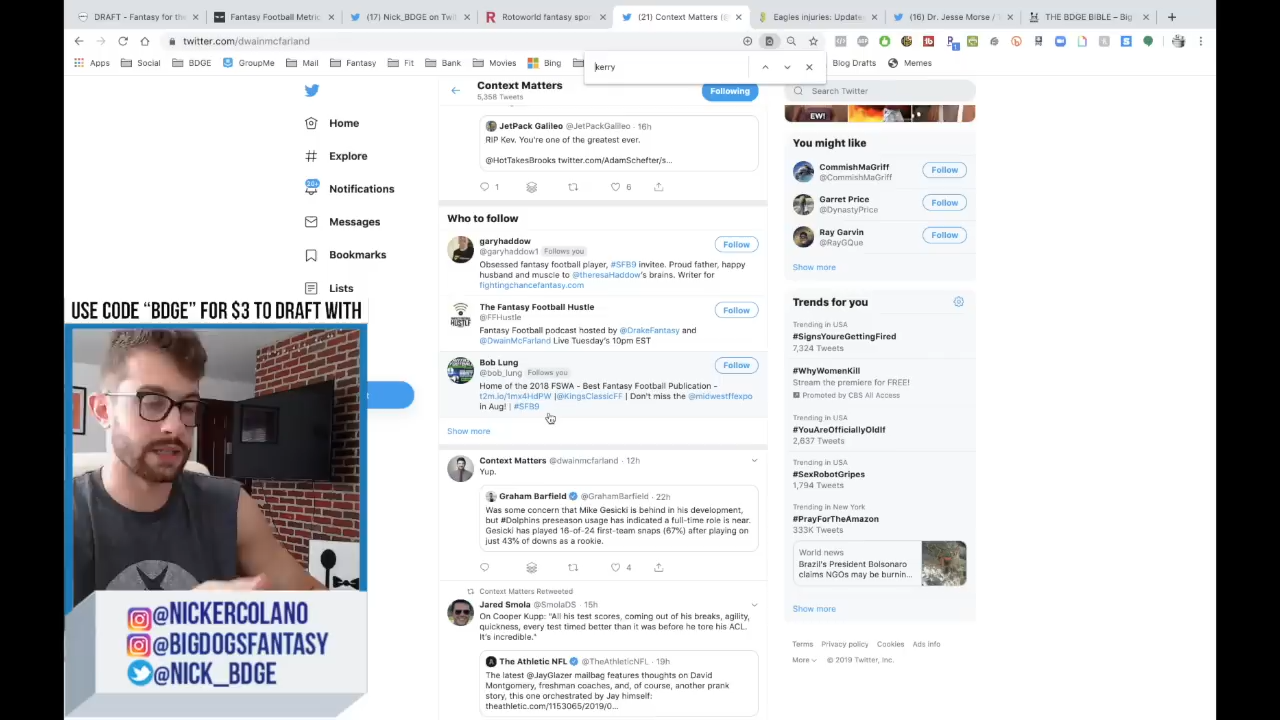 DRAFT - Fantasy for the
Fantasy Football Metric
(17) Nick_BDGE on Tw
Rotoworld fantasy spor
(21) Context Matters (
Eagles injuries: Update
(16) Dr. Jesse Morse /
THE BDGE BIBLE – Big
twitter.com/dwainmcfarland
Apps
Social
BDGE
GroupMe
Mail
Fantasy
Fit
Bank
Movies
Bing
kerry
Blog Drafts
Memes
Home
Explore
20+
Notifications
Messages
Bookmarks
Lists
Context Matters
5,358 Tweets
Following
JetPack Galileo @JetPackGalileo · 16h
RIP Kev. You're one of the greatest ever.
@HotTakesBrooks twitter.com/AdamSchefter/s...
1
6
Who to follow
garyhaddow
@garyhaddow1 Follows you
Follow
Obsessed fantasy football player, #SFB9 invitee. Proud father, happy
husband and muscle to @theresaHaddow's brains. Writer for
fightingchancefantasy.com
The Fantasy Football Hustle
@FFHustle
Follow
Fantasy Football podcast hosted by @DrakeFantasy and
@DwainMcFarland Live Tuesday's 10pm EST
Bob Lung
@bob_lung Follows you
Follow
Home of the 2018 FSWA - Best Fantasy Football Publication -
t2m.io/1mx4HdPW |@KingsClassicFF | Don't miss the @midwestffexpo
in Aug! | #SFB9
Show more
Context Matters @dwainmcfarland · 12h
Yup.
Graham Barfield @GrahamBarfield · 22h
Was some concern that Mike Gesicki is behind in his development,
but #Dolphins preseason usage has indicated a full-time role is near.
Gesicki has played 16-of-24 first-team snaps (67%) after playing on
just 43% of downs as a rookie.
4
Context Matters Retweeted
Jared Smola @SmolaDS · 15h
On Cooper Kupp: "All his test scores, coming out of his breaks, agility,
quickness, every test timed better than it was before he tore his ACL.
It's incredible."
The Athletic NFL @TheAthleticNFL · 19h
The latest @JayGlazer mailbag features thoughts on David
Montgomery, freshman coaches, and, of course, another prank
story, this one orchestrated by Jay himself:
theathletic.com/1153065/2019/0...
Search Twitter
EW!
You might like
CommishMaGriff
@CommishMaGriff
Follow
Garret Price
@DynastyPrice
Follow
Ray Garvin
@RayGQue
Follow
Show more
Trends for you
Trending in USA
#SignsYoureGettingFired
7,324 Tweets
#WhyWomenKill
Stream the premiere for FREE!
Promoted by CBS All Access
Trending in USA
#YouAreOfficiallyOldIf
2,637 Tweets
Trending in USA
#SexRobotGripes
1,794 Tweets
Trending in New York
#PrayForTheAmazon
333K Tweets
World news
Brazil's President Bolsonaro
claims NGOs may be burnin...
Show more
Terms Privacy policy Cookies Ads info
More © 2019 Twitter, Inc.
USE CODE “BDGE” FOR $3 TO DRAFT WITH
@NICKERCOLANO
@BIGDOGSFANTASY
@NICK_BDGE